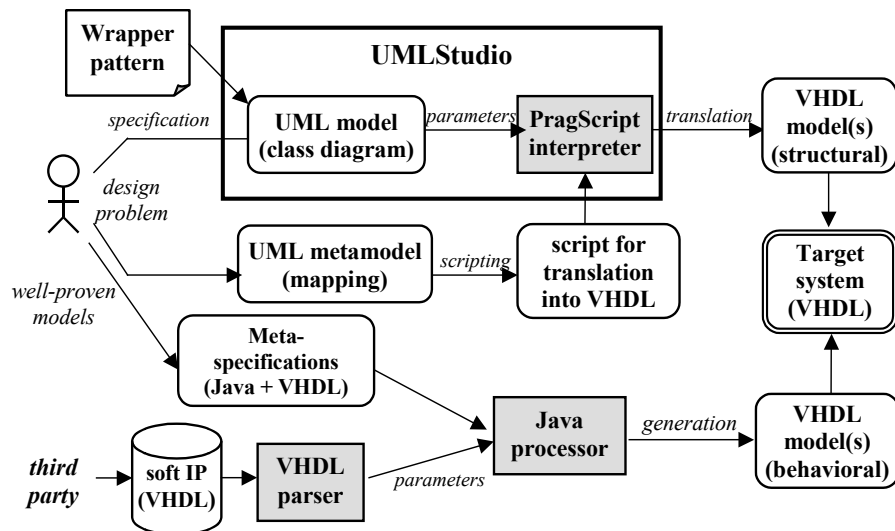 Wrapper
pattern
UMLStudio
specification
UML model
(class diagram)
parameters
PragScript
interpreter
translation
VHDL
model(s)
(structural)
design
problem
UML metamodel
(mapping)
scripting
script for
translation
into VHDL
Target
system
(VHDL)
well-proven
models
Meta-
specifications
(Java + VHDL)
Java
processor
generation
VHDL
model(s)
(behavioral)
third
party
soft IP
(VHDL)
VHDL
parser
parameters